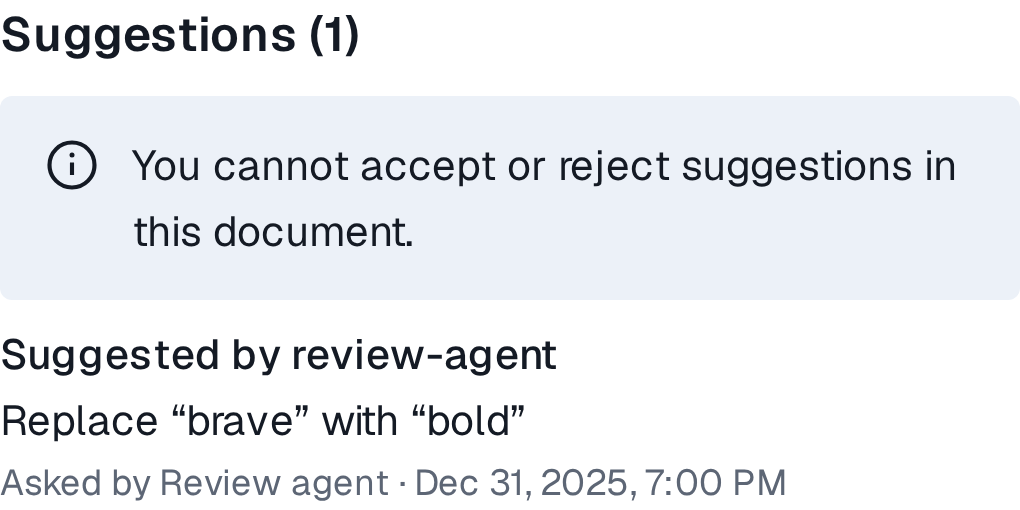 Suggestions (1)
You cannot accept or reject suggestions in
this document.
Suggested by review-agent
Replace “brave” with “bold”
Asked by Review agent · Dec 31, 2025, 7:00 PM